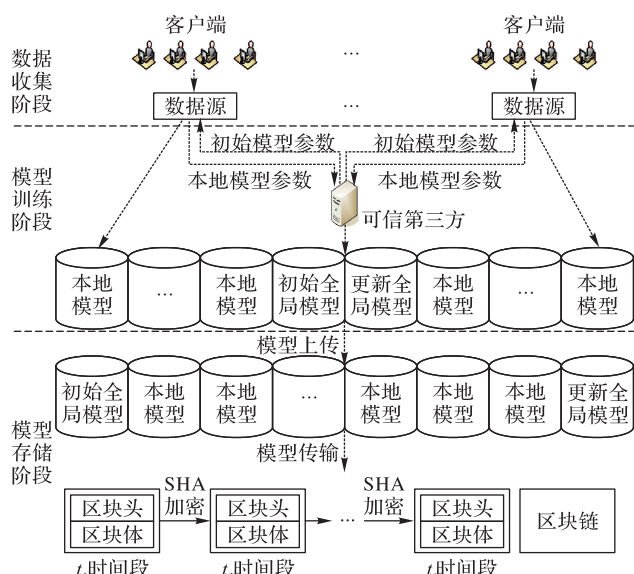 客户端
…
客户端
数据
收集
阶段
数据源
…
数据源
初始模型参数
初始模型参数
本地模型参数
本地模型参数
模型
训练
阶段
可信第三方
本地
模型
…
本地
模型
初始全
局模型
更新全
局模型
本地
模型
…
本地
模型
模型上传
初始全
局模型
本地
模型
本地
模型
…
本地
模型
本地
模型
本地
模型
更新全
局模型
模型
存储
阶段
模型传输
区块头
区块体
SHA
加密
区块头
区块体
…
SHA
加密
区块头
区块体
区块链
时间段
时间段
时间段